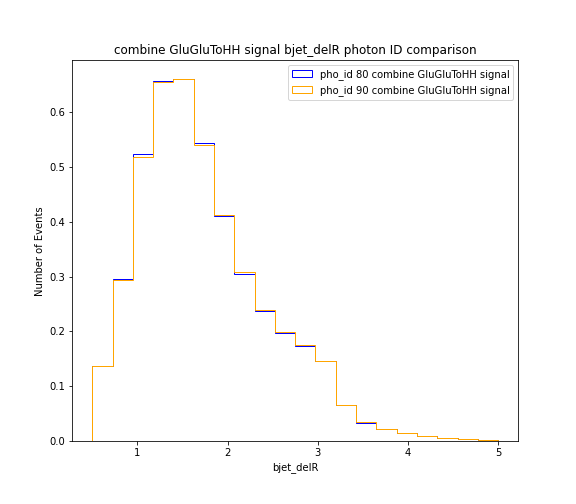 combine GluGluToHH signal bjet_delR photon ID comparison
pho_id 80 combine GluGluToHH signal
pho_id 90 combine GluGluToHH signal
Number of Events
0.6
0.5
0.4
0.3
0.2
0.1
0.0
1 2 3 4 5
bjet_delR